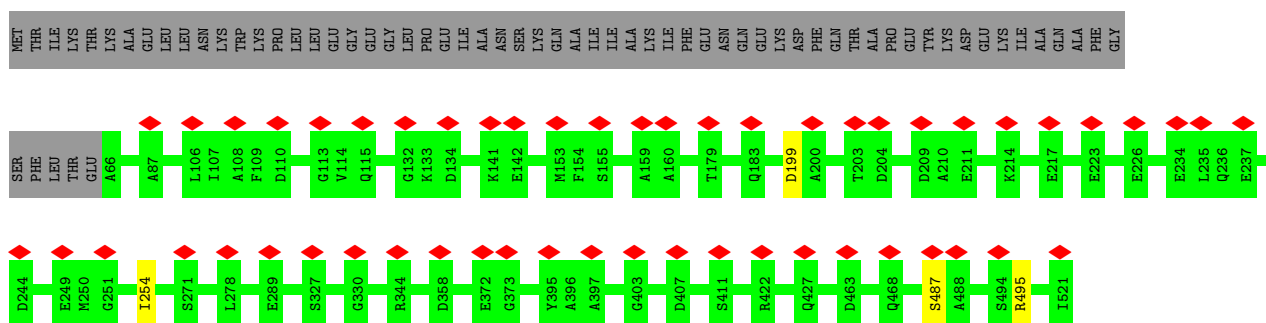 MET THR ILE LYS THR LYS ALA GLU LEU LEU ASN LYS TRP LYS PRO LEU LEU GLU GLY GLU GLY LEU PRO GLU ILE ALA ASN SER LYS GLN ALA ILE ILE ALA LYS ILE PHE GLU ASN GLN GLU LYS ASP PHE GLN THR ALA PRO GLU TYR LYS ASP GLU LYS ILE ALA GLN ALA PHE GLY
SER PHE LEU THR GLU A66 A87 L106 I107 A108 F109 D110 G113 V114 Q115 G132 K133 D134 K141 E142 M153 F154 S155 A159 A160 T179 Q183 D199 A200 T203 D204 D209 A210 E211 K214 E217 E223 E226 E234 L235 Q236 E237
D244 E249 M250 G251 I254 S271 L278 E289 S327 G330 R344 D358 E372 G373 Y395 A396 A397 G403 D407 S411 R422 Q427 D463 Q468 S487 A488 S494 R495 I521